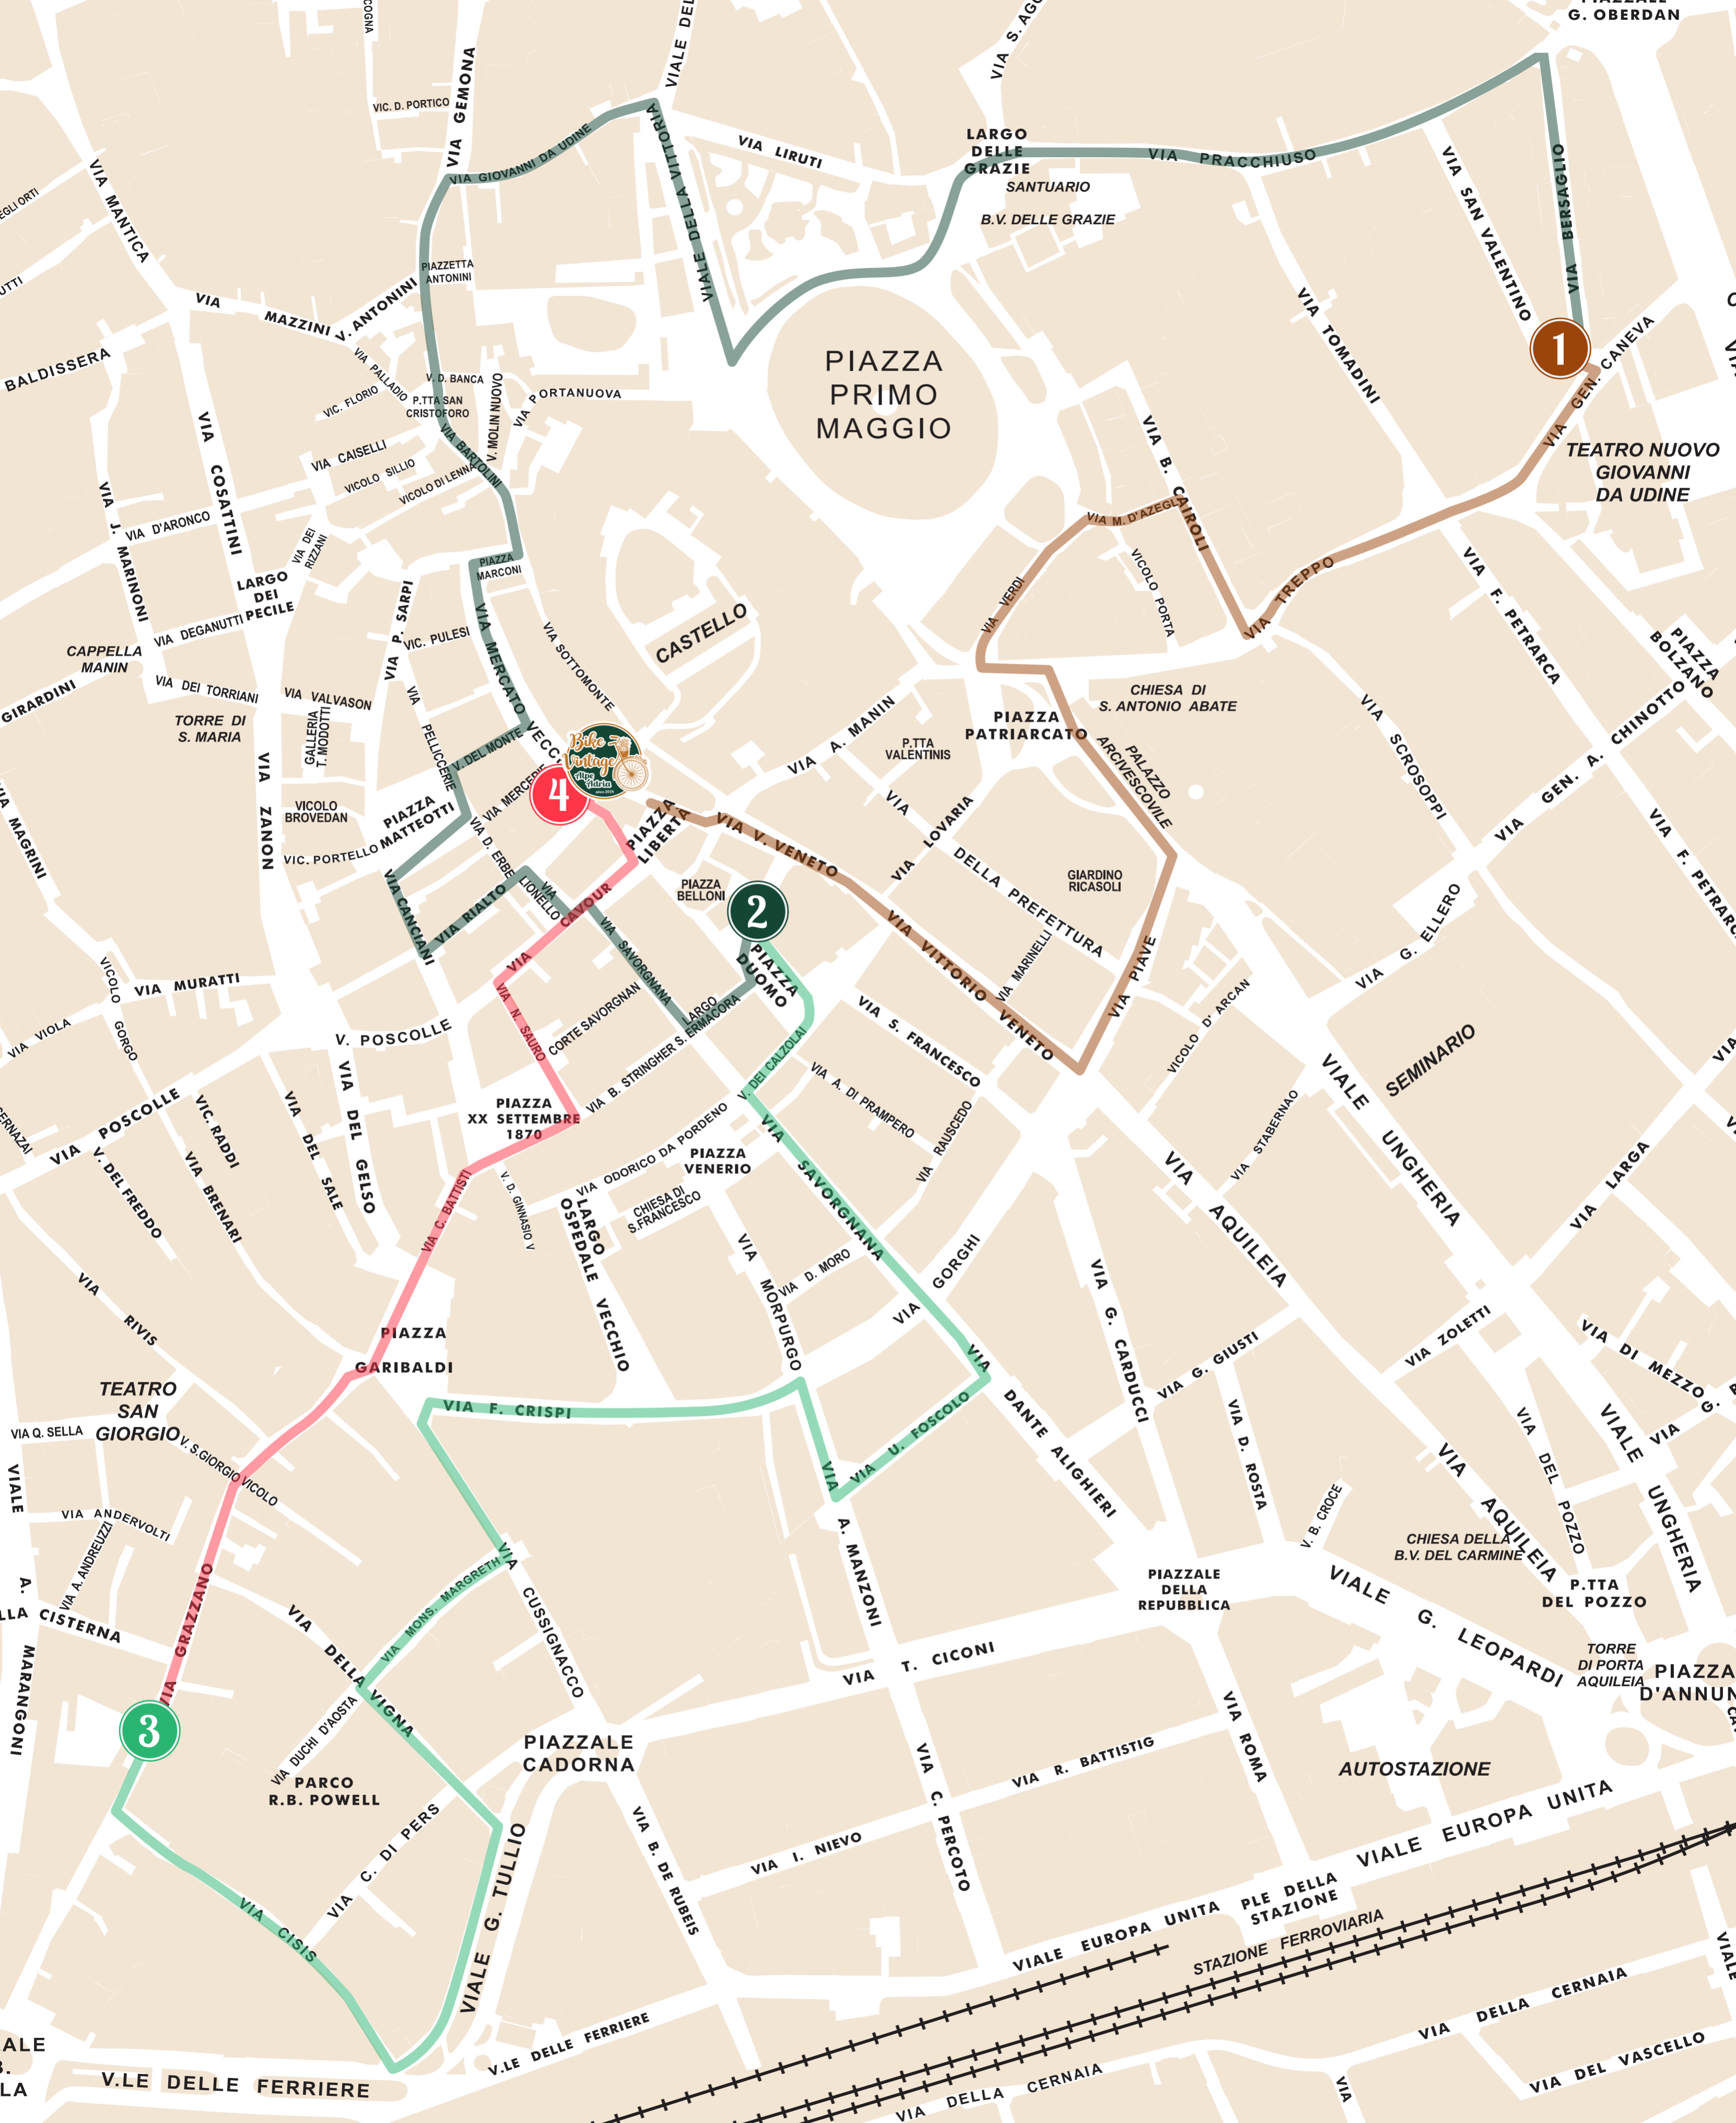 G. OBERDAN
VIA GEMONA
VIC. D. PORTICO
VIA GIOVANNI DA UDINE
VIALE DELLA VITTORIA
VIA LIRUTI
LARGO
DELLE
GRAZIE
SANTUARIO
B.V. DELLE GRAZIE
VIA PRACCHIUSO
VIA SAN VALENTINO
VIA BERSAGLIO
VIA MANTICA
PIAZZETTA
ANTONINI
VIA MAZZINI
V. ANTONINI
VIA PALLADIO
BALDISSERA
VIC. FLORIO
V. D. BANCA
P.TTA SAN
CRISTOFORO
V. MOLIN NUOVO
VIA PORTANUOVA
VIA BARTOLINI
PIAZZA
PRIMO
MAGGIO
VIA TOMADINI
1
VIA GEN. CANEVA
TEATRO NUOVO
GIOVANNI
DA UDINE
VIA CAISELLI
VICOLO SILLIO
VICOLO DI LENNA
VIA COSATTINI
VIA J. MARINONI
VIA D'ARONCO
VIA DEI
RIZZANI
LARGO
DEI
PECILE
VIA DEGANUTTI
VIA P. SARPI
VIC. PULESI
PIAZZA
MARCONI
VIA MERCATO VECC
VIA SOTTOMONTE
CASTELLO
VIA B. CAIROLI
VIA M. D'AZEGL
VICOLO PORTA
VIA VERDI
VIA TREPPO
VIA F. PETRARCA
PIAZZA
BOLZANO
CAPPELLA
MANIN
GIRARDINI
VIA DEI TORRIANI
VIA VALVASON
TORRE DI
S. MARIA
GALLERIA
T. MODOTTI
VIA PELLICCERIE
V. DEL MONTE
VIA MERCERIE
Bike
Vintage
Alpe
Adria
4
PIAZZA
LIBERTÀ
VIA A. MANIN
P.TTA
VALENTINIS
PIAZZA
PATRIARCATO
CHIESA DI
S. ANTONIO ABATE
PALAZZO
ARCIVESCOVILE
VIA SCROSOPPI
VIA GEN. A. CHINOTTO
VIA F. PETRARC
VIA MAGRINI
VIA ZANON
VICOLO
BROVEDAN
PIAZZA
MATTEOTTI
VIC. PORTELLO
VIA D. ERBE
LIONELLO
VIA
VIA CANCIANI
VIA RIALTO
VIA CAVOUR
PIAZZA
BELLONI
2
VIA V. VENETO
VIA LOVARIA
VIA DELLA PREFETTURA
GIARDINO
RICASOLI
VIA VITTORIO VENETO
VIA MARINELLI
VIA PIAVE
VICOLO D' ARCAN
VIA G. ELLERO
SEMINARIO
VIA MURATTI
VICOLO GORGO
VIA VIOLA
V. POSCOLLE
VIA N. SAURO
CORTE SAVORGNAN
VIA SAVORGNANA
LARGO
S. ERMACORA
PIAZZA
DUOMO
VIA B. STRINGHER
V. DEI CALZOLAI
VIA S. FRANCESCO
VIA A. DI PRAMPERO
VIA RAUSCEDO
VIA STABERNAO
VIALE UNGHERIA
VIA LARGA
VIA POSCOLLE
VIC. RADDI
V. DEL FREDDO
VIA BRENARI
VIA DEL SALE
VIA DEL GELSO
PIAZZA
XX SETTEMBRE
1870
V. D. GINNASIO V
VIA C. BATTISTI
VIA ODORICO DA PORDENO
PIAZZA
VENERIO
CHIESA DI
S.FRANCESCO
LARGO
OSPEDALE VECCHIO
VIA MORPURGO
VIA D. MORO
VIA SAVORGNANA
VIA GORGHI
VIA AQUILEIA
VIA G. CARDUCCI
VIA G. GIUSTI
VIA ZOLETI
VIA DI MEZZO
VIA G.
VIA RIVIS
PIAZZA
GARIBALDI
TEATRO
SAN
GIORGIO
VIA Q. SELLA
V. S.GIORGIO VICOLO
VIA F. CRISPI
VIA A. MANZONI
VIA U. FOSCOLO
VIA DANTE ALIGHIERI
VIA D. ROSTA
V. B. CROCE
VIA AQUILEIA
VIA DEL POZZO
VIALE UNGHERIA
CHIESA DELLA
B.V. DEL CARMINE
P.TTA
DEL POZZO
VIALE A. MARANGONI
VIA ANDERVOLTI
VIA A. ANDREUZZI
LLA CISTERNA
VIA GRAZZANO
VIA MONS. MARGRETH
VIA CUSSIGNACCO
VIA DELLA VIGNA
PIAZZALE
DELLA
REPUBBLICA
VIALE G. LEOPARDI
TORRE
DI PORTA
AQUILEIA
PIAZZA
D'ANNUN
VIA T. CICONI
3
VIA DUCHI D'AOSTA
PARCO
R.B. POWELL
VIA C. DI PERS
PIAZZALE
CADORNA
VIALE G. TULLIO
VIA B. DE RUBEIS
VIA I. NIEVO
VIA R. BATTISTIG
VIA C. PERCOTO
VIA ROMA
AUTOSTAZIONE
VIALE EUROPA UNITA
PLE DELLA
STAZIONE
VIALE EUROPA UNITA
STAZIONE FERROVIARIA
VIA CISIS
V.LE DELLE FERRIERE
V.LE DELLE FERRIERE
VIA DELLA CERNAIA
VIA DELLA CERNAIA
VIA DEL VASCELLO
VIA